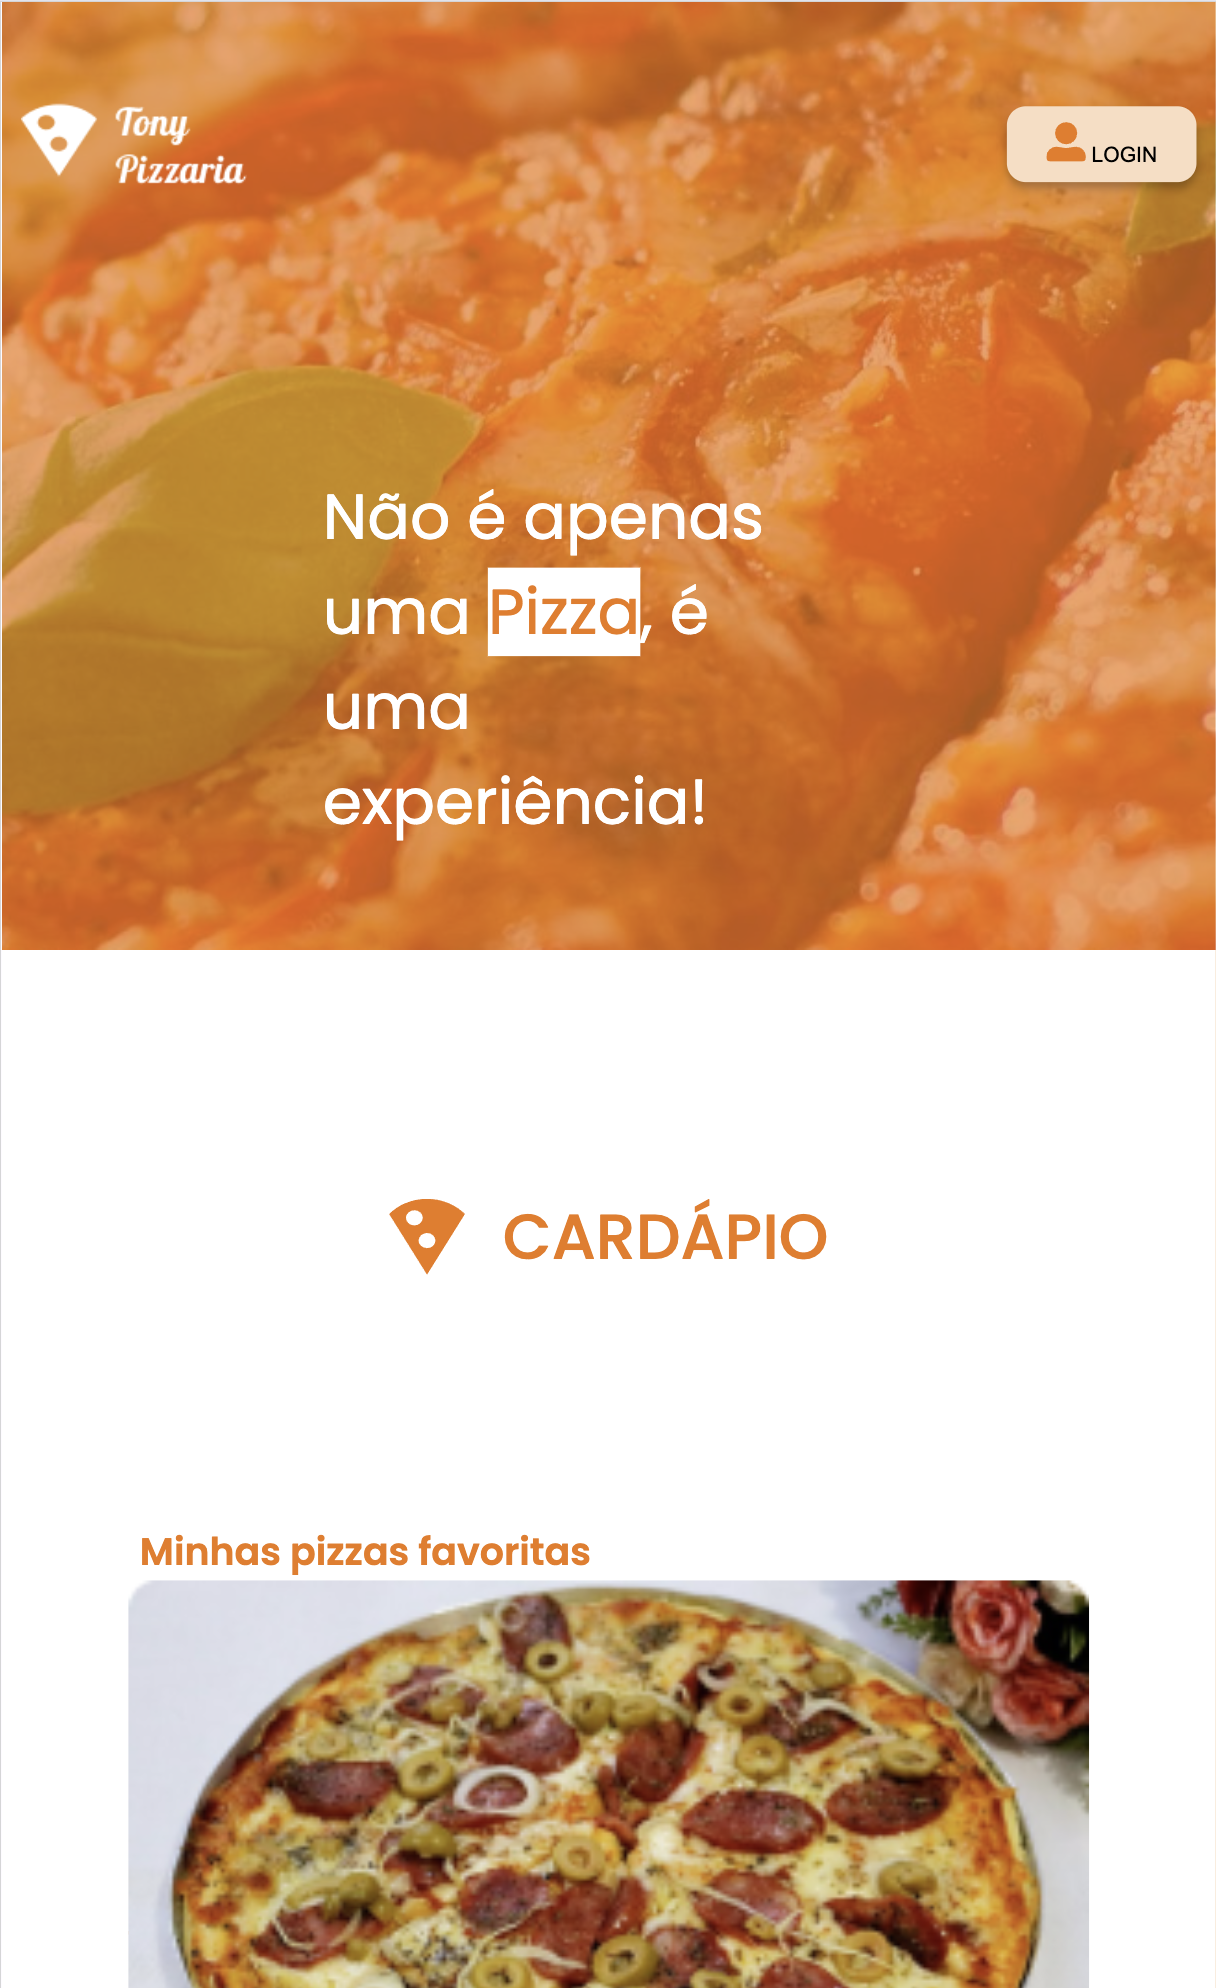 Tony
Pizzaria
LOGIN
Não é apenas
uma Pizza, é
uma
experiência!
CARDÁPIO
Minhas pizzas favoritas